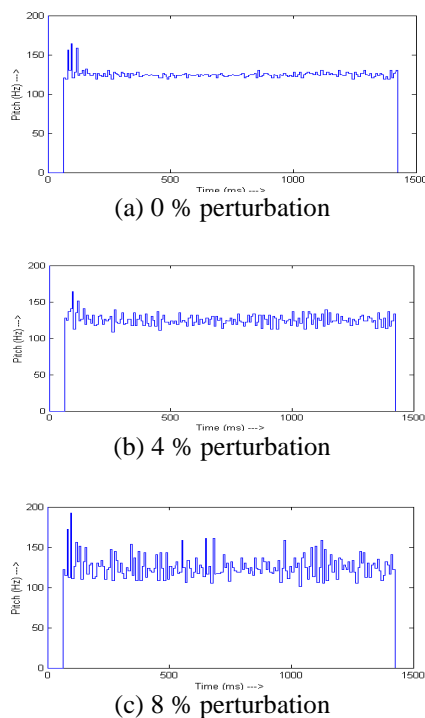 200
150
100
50
0
Pitch (Hz) --->
0 500 1000 1500
Time (ms) --->
(a) 0 % perturbation
200
150
100
50
0
Pitch (Hz) --->
0 500 1000 1500
Time (ms) --->
(b) 4 % perturbation
200
150
100
50
0
Pitch (Hz) --->
0 500 1000 1500
Time (ms) --->
(c) 8 % perturbation